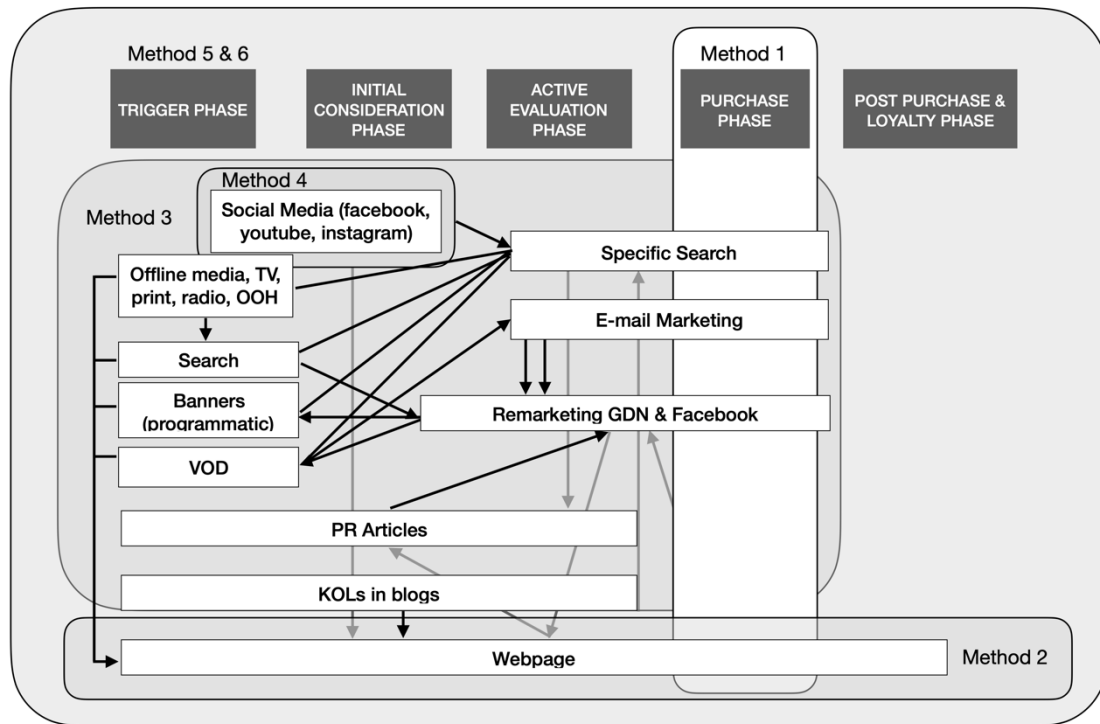 Method 5 & 6
Method 1
TRIGGER PHASE
INITIAL
CONSIDERATION
PHASE
ACTIVE
EVALUATION
PHASE
PURCHASE
PHASE
POST PURCHASE &
LOYALTY PHASE
Method 4
Social Media (facebook,
youtube, instagram)
Method 3
Specific Search
Offline media, TV,
print, radio, OOH
E-mail Marketing
Search
Banners
(programmatic)
Remarketing GDN & Facebook
VOD
PR Articles
KOLs in blogs
Webpage
Method 2